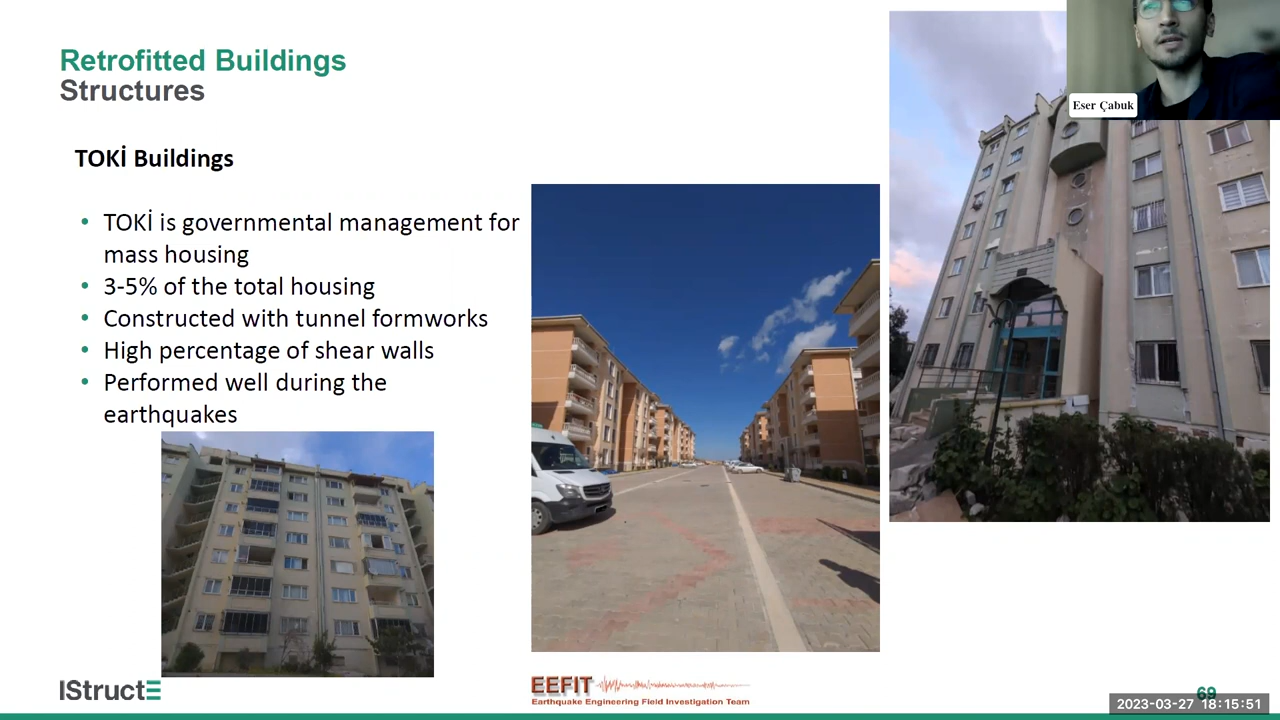 Retrofitted Buildings
Structures
Eser Çabuk
TOKİ Buildings
• TOKİ is governmental management for
mass housing
• 3-5% of the total housing
• Constructed with tunnel formworks
• High percentage of shear walls
• Performed well during the
earthquakes
IStructE
EEFIT
Earthquake Engineering Field Investigation Team
69
2023-03-27 18:15:51